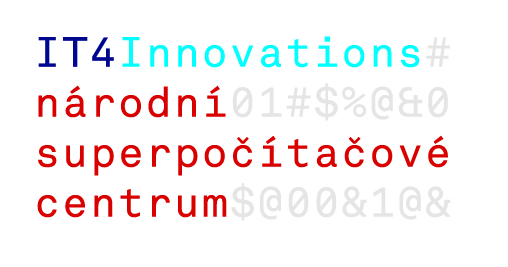 IT4Innovations#
národní01#$%@&0
superpočítačové
centrum$@00&1@&